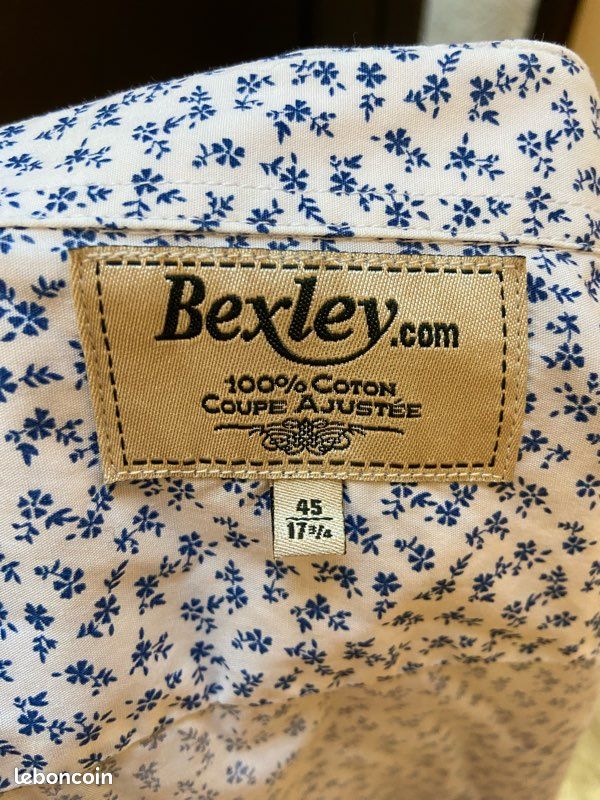 Bexley.com
100% COTON
COUPE AJUSTÉE
45
17 3/4
leboncoin